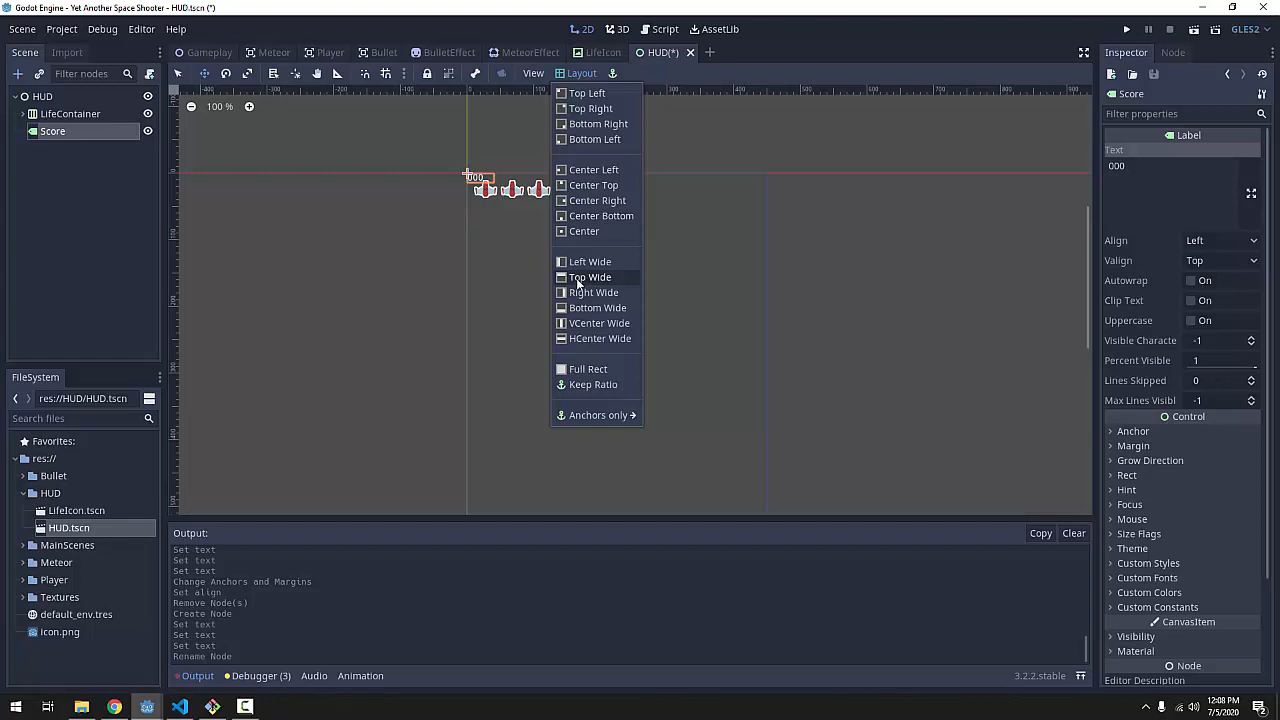 Godot Engine - Yet Another Space Shooter - HUD.tscn (*)
Scene Project Debug Editor Help
2D 3D Script AssetLib
GLES2
Scene Import
Gameplay Meteor Player Bullet BulletEffect MeteorEffect LifeIcon HUD(*)
Inspector Node
Filter nodes
View Layout
HUD
LifeContainer
Score
100 %
000
Top Left
Top Right
Bottom Right
Bottom Left
Center Left
Center Top
Center Right
Center Bottom
Center
Left Wide
Top Wide
Right Wide
Bottom Wide
VCenter Wide
HCenter Wide
Full Rect
Keep Ratio
Anchors only
Score
Filter properties
Label
Text
000
Align Left
Valign Top
Autowrap On
Clip Text On
Uppercase On
Visible Characte -1
Percent Visible 1
Lines Skipped 0
Max Lines Visibl -1
Control
Anchor
Margin
Grow Direction
Rect
Hint
Focus
Mouse
Size Flags
Theme
Custom Styles
Custom Fonts
Custom Colors
Custom Constants
CanvasItem
Visibility
Material
Node
Editor Description
FileSystem
res://HUD/HUD.tscn
Search files
Favorites:
res://
Bullet
HUD
LifeIcon.tscn
HUD.tscn
MainScenes
Meteor
Player
Textures
default_env.tres
icon.png
Output:
Copy Clear
Set text
Set text
Set text
Change Anchors and Margins
Set align
Remove Node(s)
Create Node
Set text
Set text
Set text
Rename Node
Output Debugger (3) Audio Animation
3.2.2.stable
12:08 PM
7/5/2020